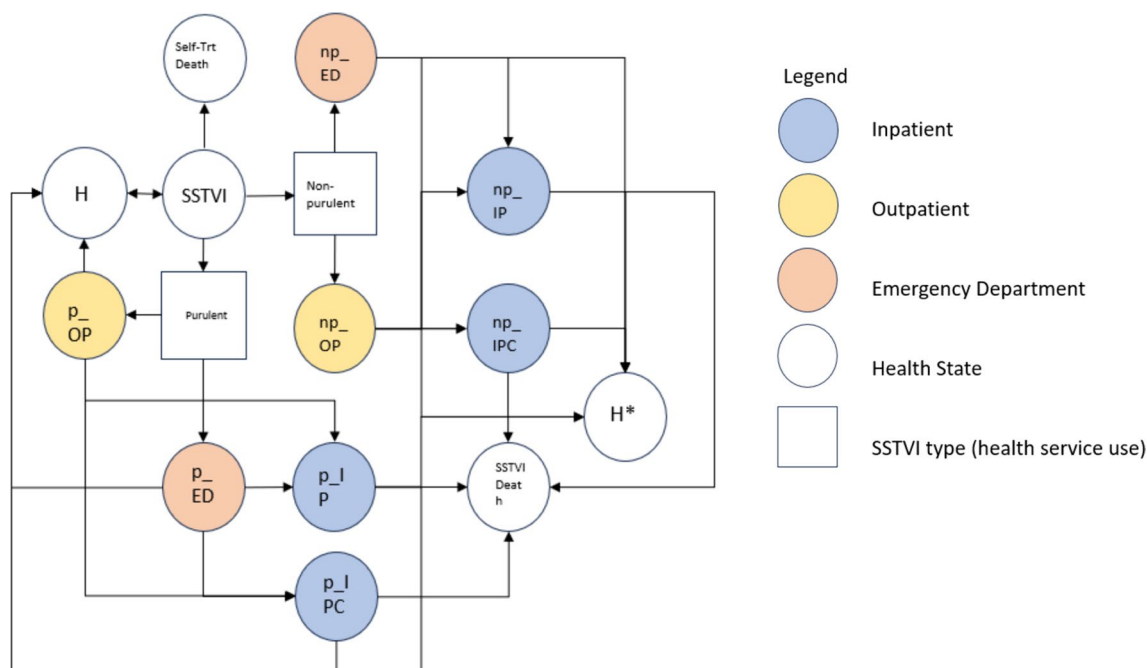 Self-Trt
Death
np_
ED
Legend
Inpatient
H
SSTVI
Non-
purulent
np_
IP
Outpatient
p_
OP
Purulent
np_
OP
np_
IPC
Emergency Department
Health State
H*
p_
ED
p_I
P
SSTVI
Deat
h
SSTVI type (health service use)
p_I
PC